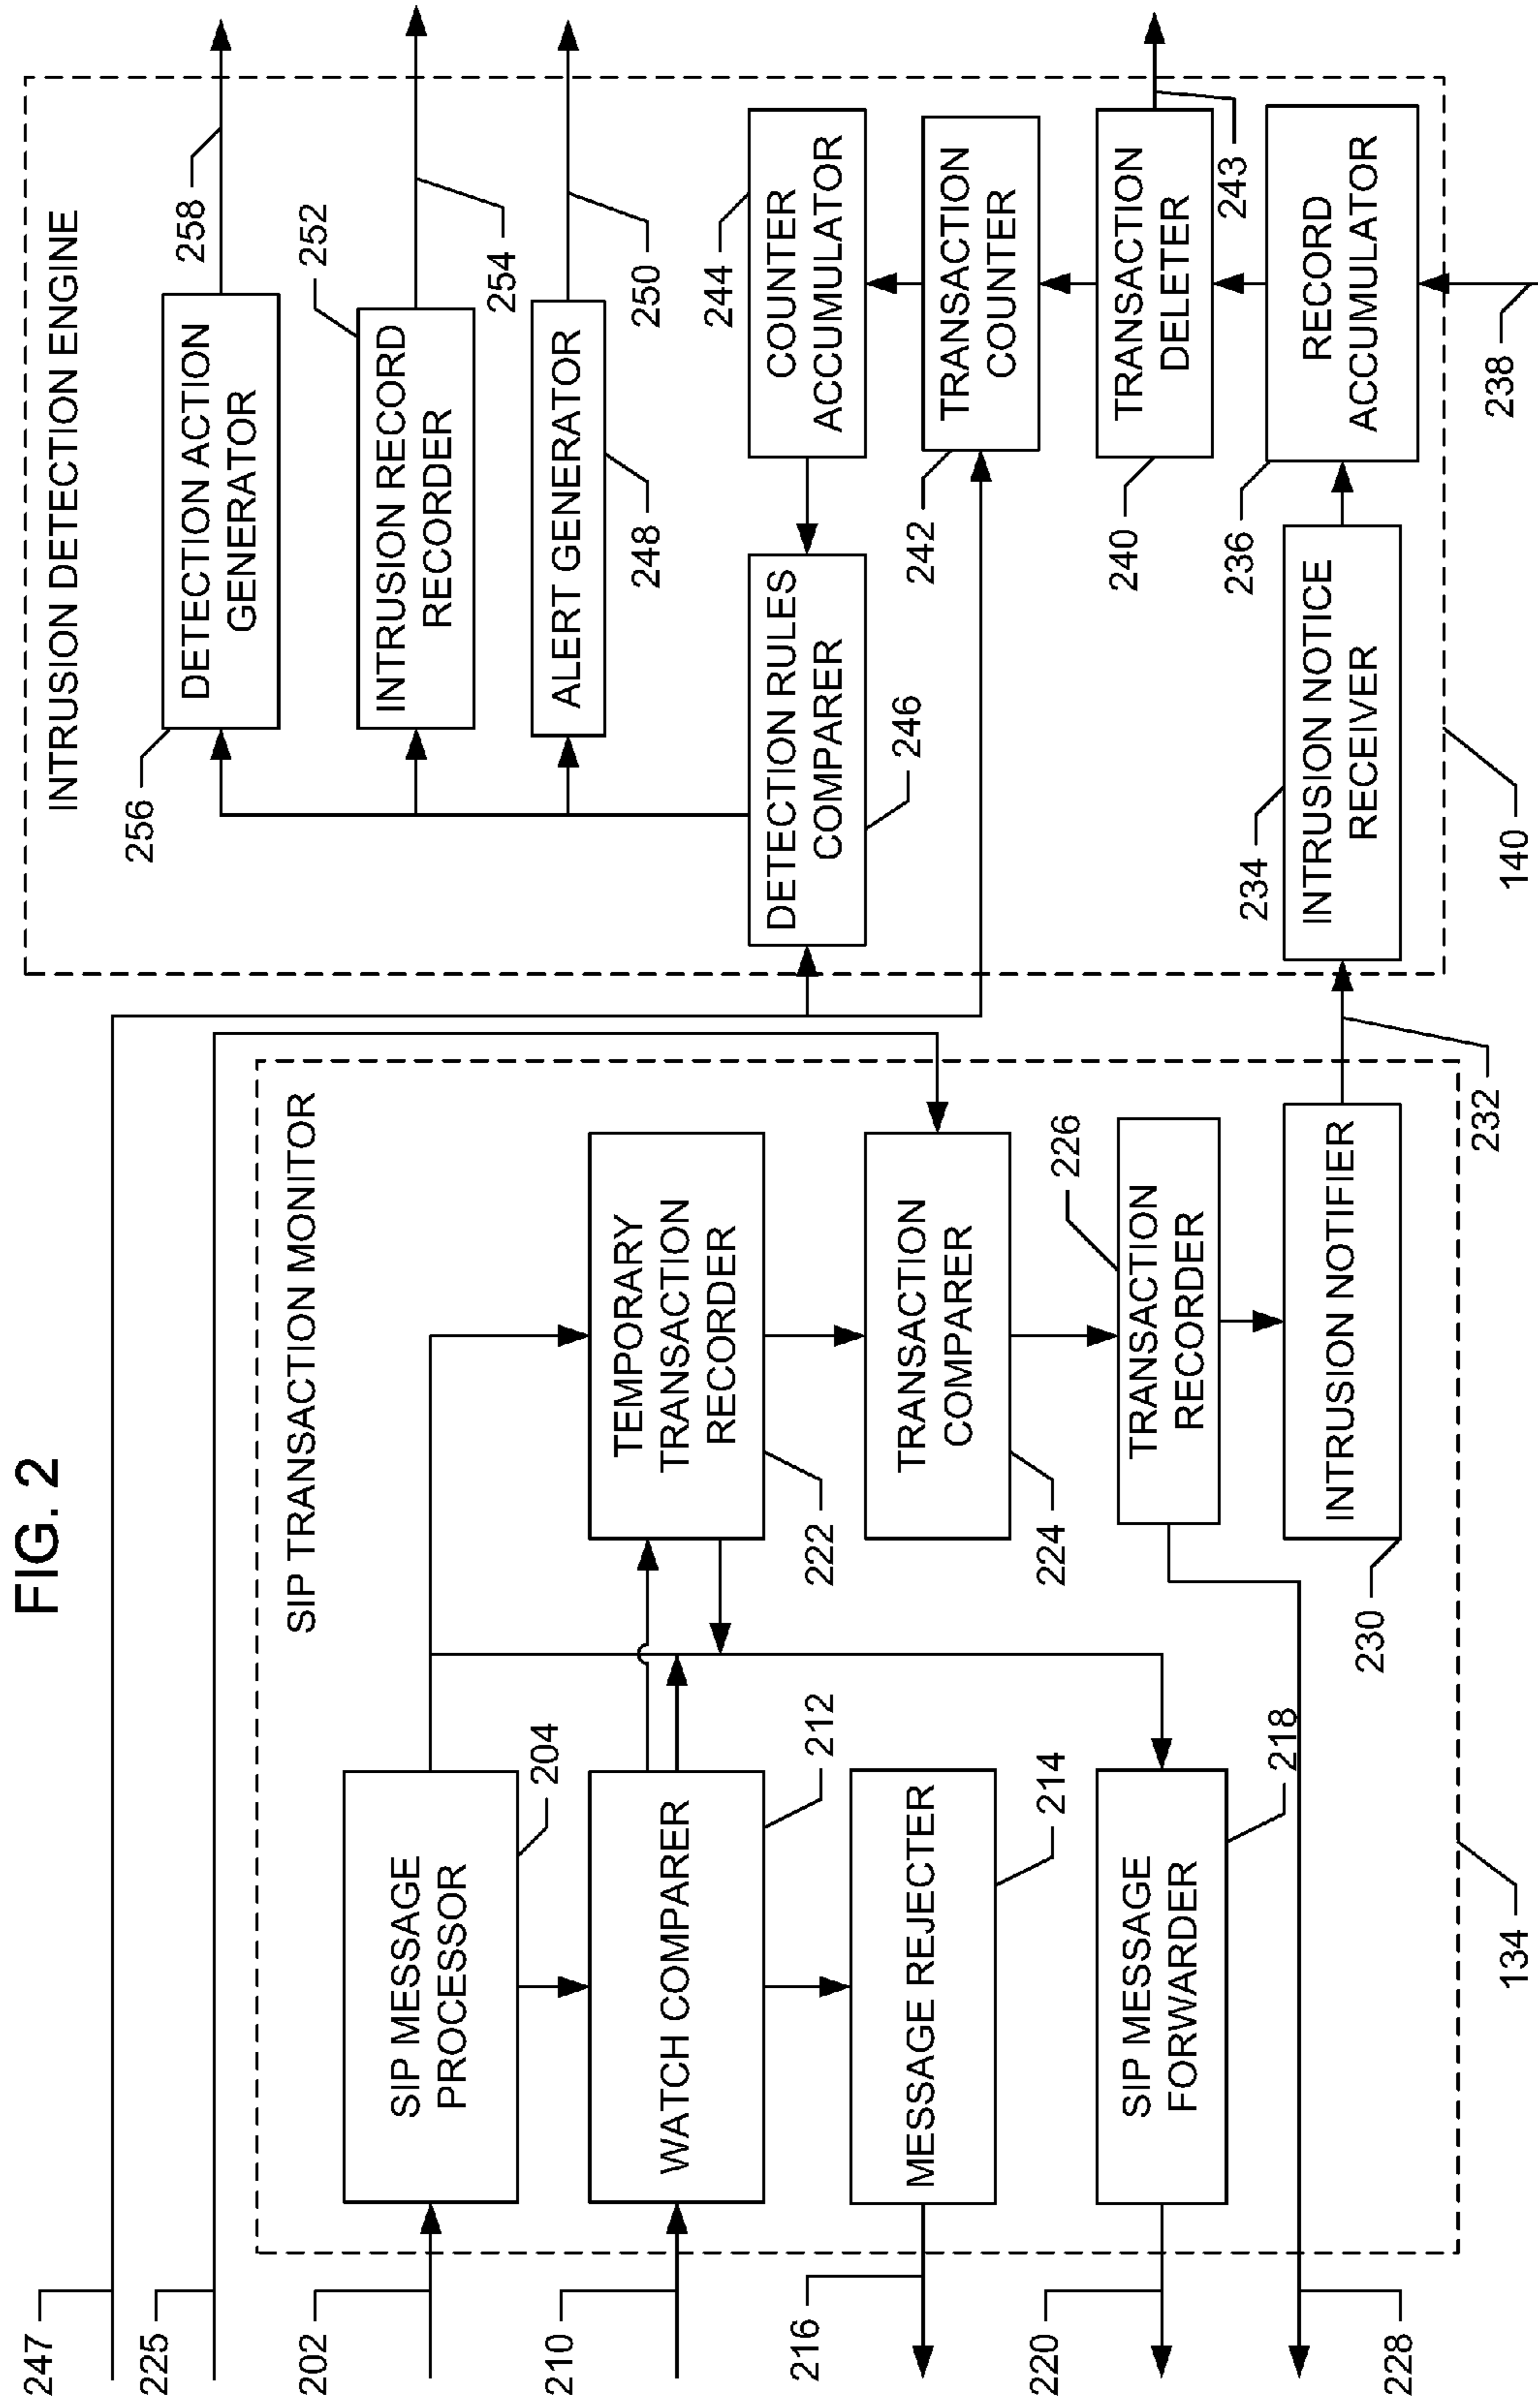 FIG. 2
247
225
202
210
216
220
228
SIP TRANSACTION MONITOR
SIP MESSAGE
PROCESSOR
204
WATCH COMPARER
212
MESSAGE REJECTER
214
SIP MESSAGE
FORWARDER
218
134
TEMPORARY
TRANSACTION
RECORDER
222
TRANSACTION
COMPARER
224
TRANSACTION
RECORDER
226
INTRUSION NOTIFIER
230
232
INTRUSION DETECTION ENGINE
DETECTION ACTION
GENERATOR
256
258
INTRUSION RECORD
RECORDER
252
254
ALERT GENERATOR
248
250
DETECTION RULES
COMPARER
246
COUNTER
ACCUMULATOR
244
TRANSACTION
COUNTER
242
TRANSACTION
DELETER
240
243
INTRUSION NOTICE
RECEIVER
234
RECORD
ACCUMULATOR
236
238
140